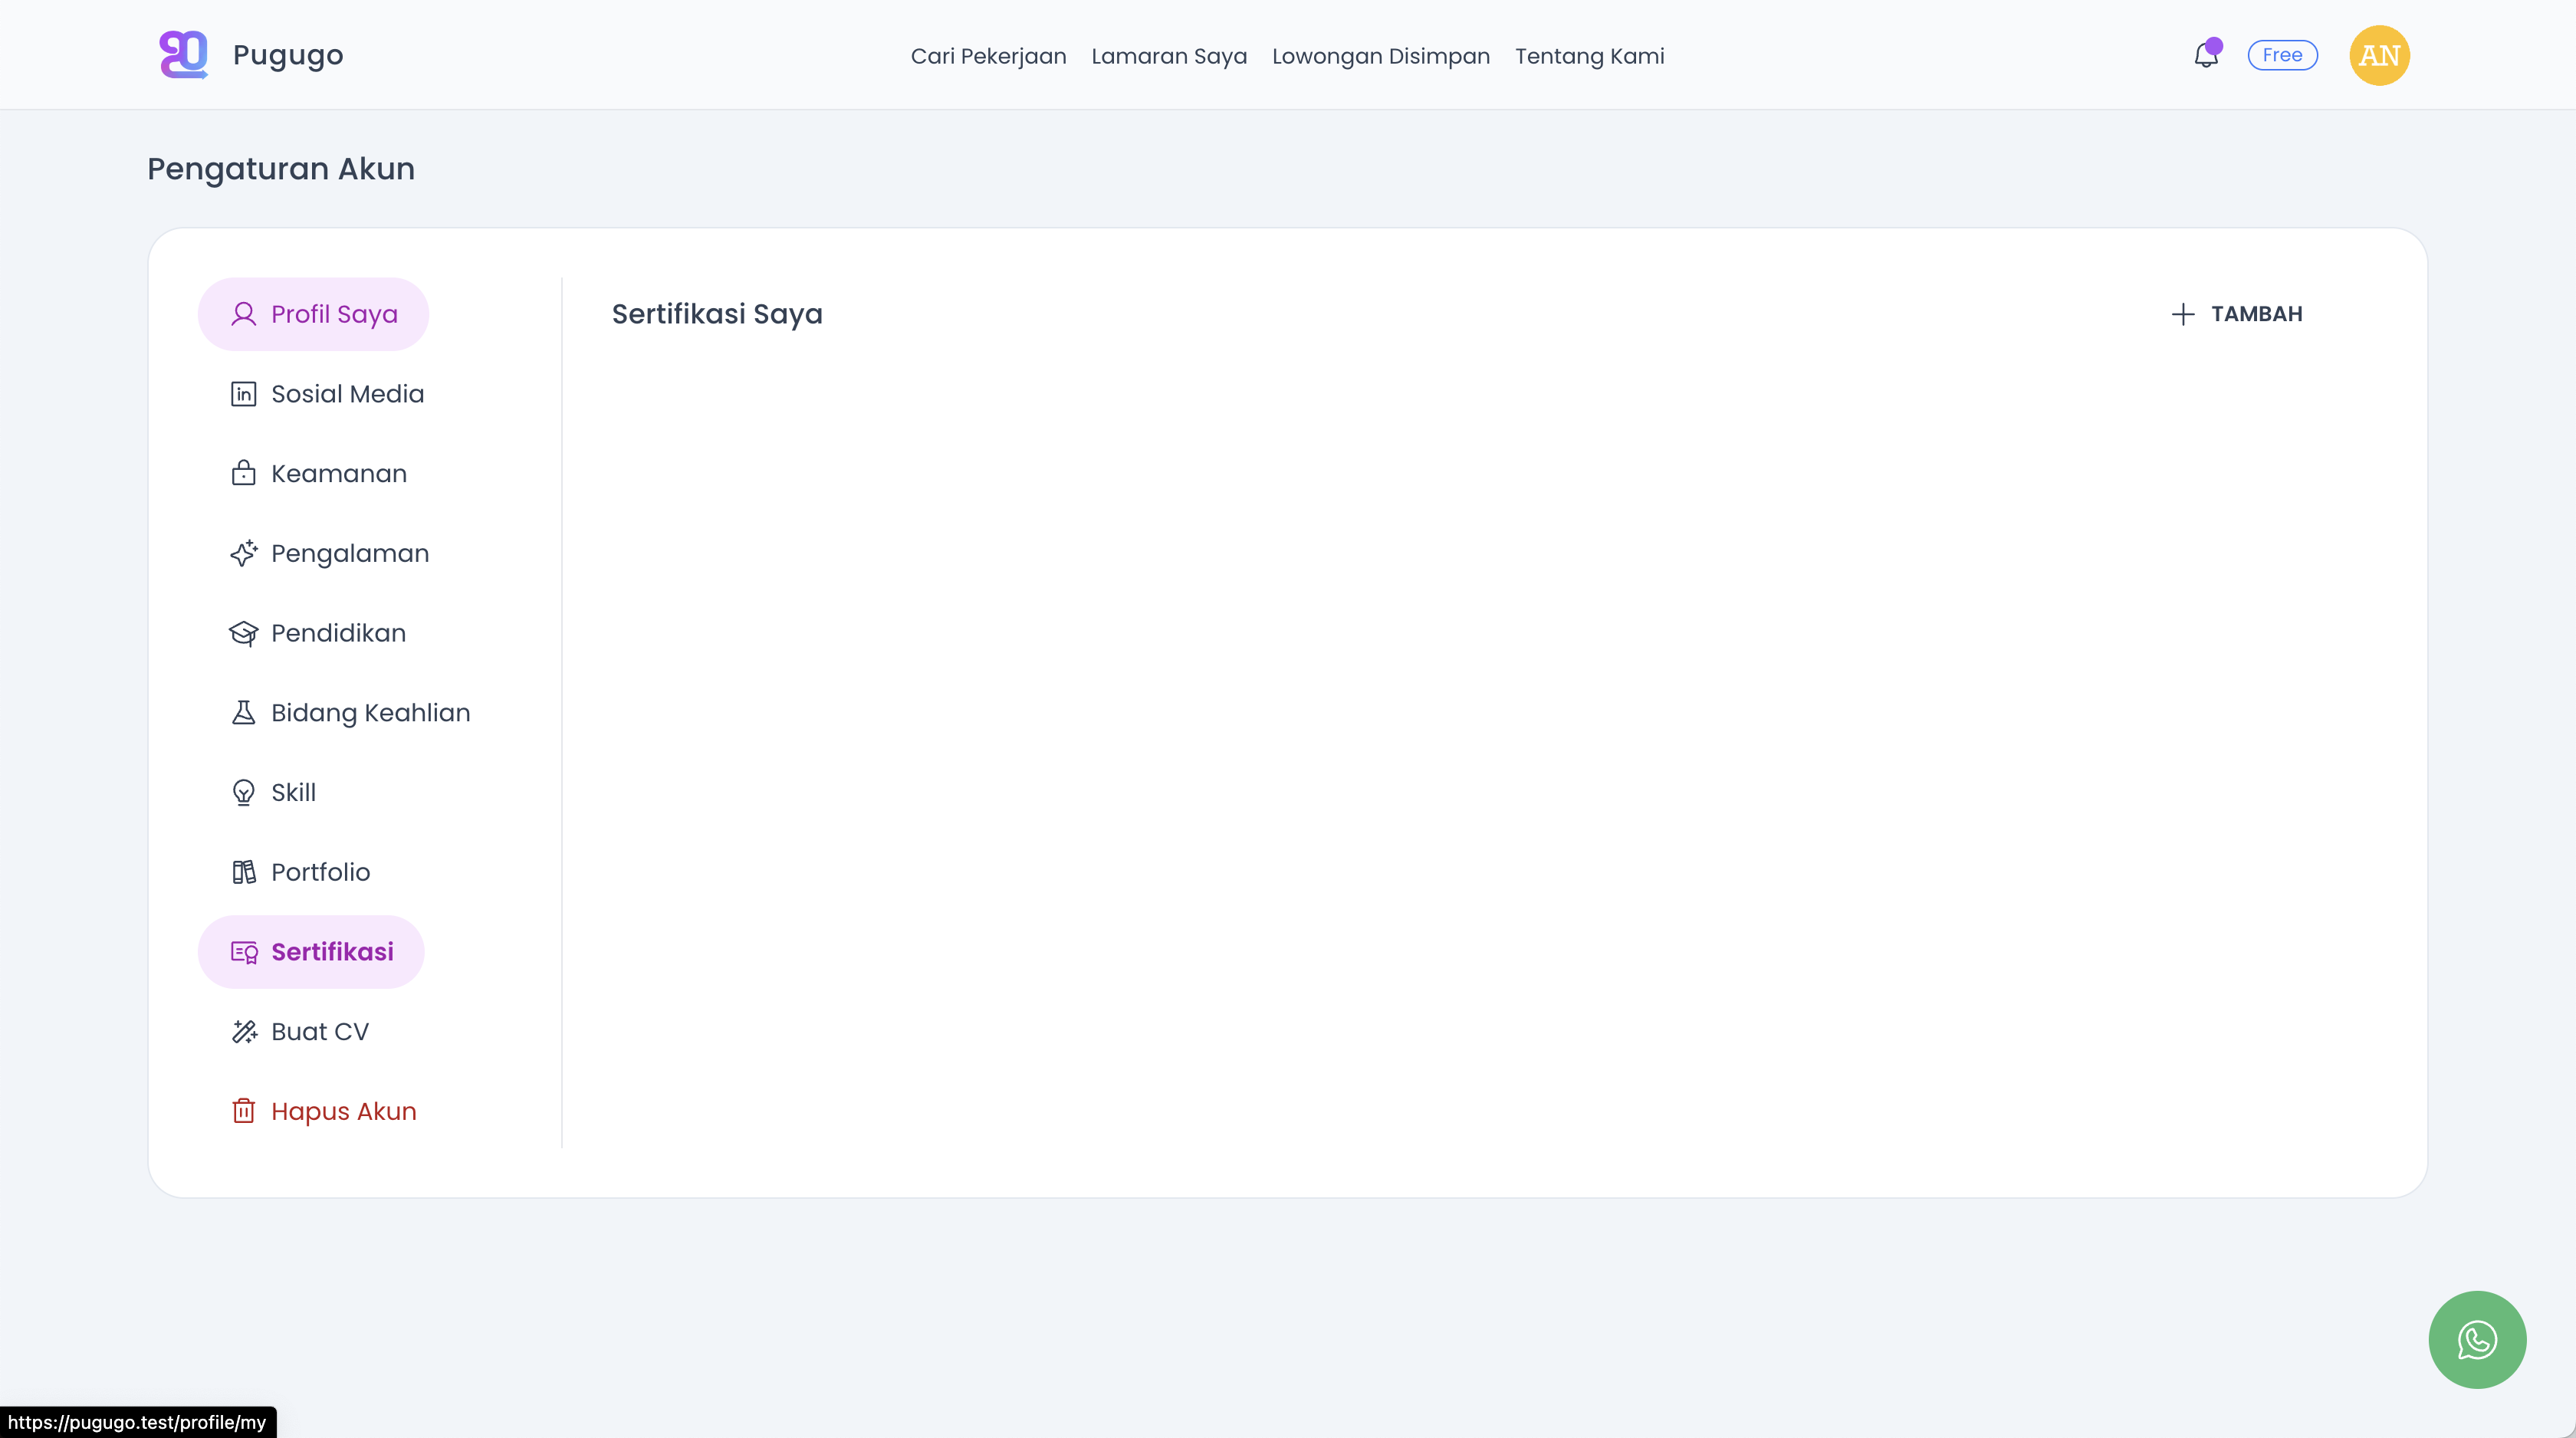 Pugugo
Cari Pekerjaan Lamaran Saya Lowongan Disimpan Tentang Kami
Free
AN
Pengaturan Akun
Profil Saya
Sosial Media
Keamanan
Pengalaman
Pendidikan
Bidang Keahlian
Skill
Portfolio
Sertifikasi
Buat CV
Hapus Akun
Sertifikasi Saya
TAMBAH
https://pugugo.test/profile/my